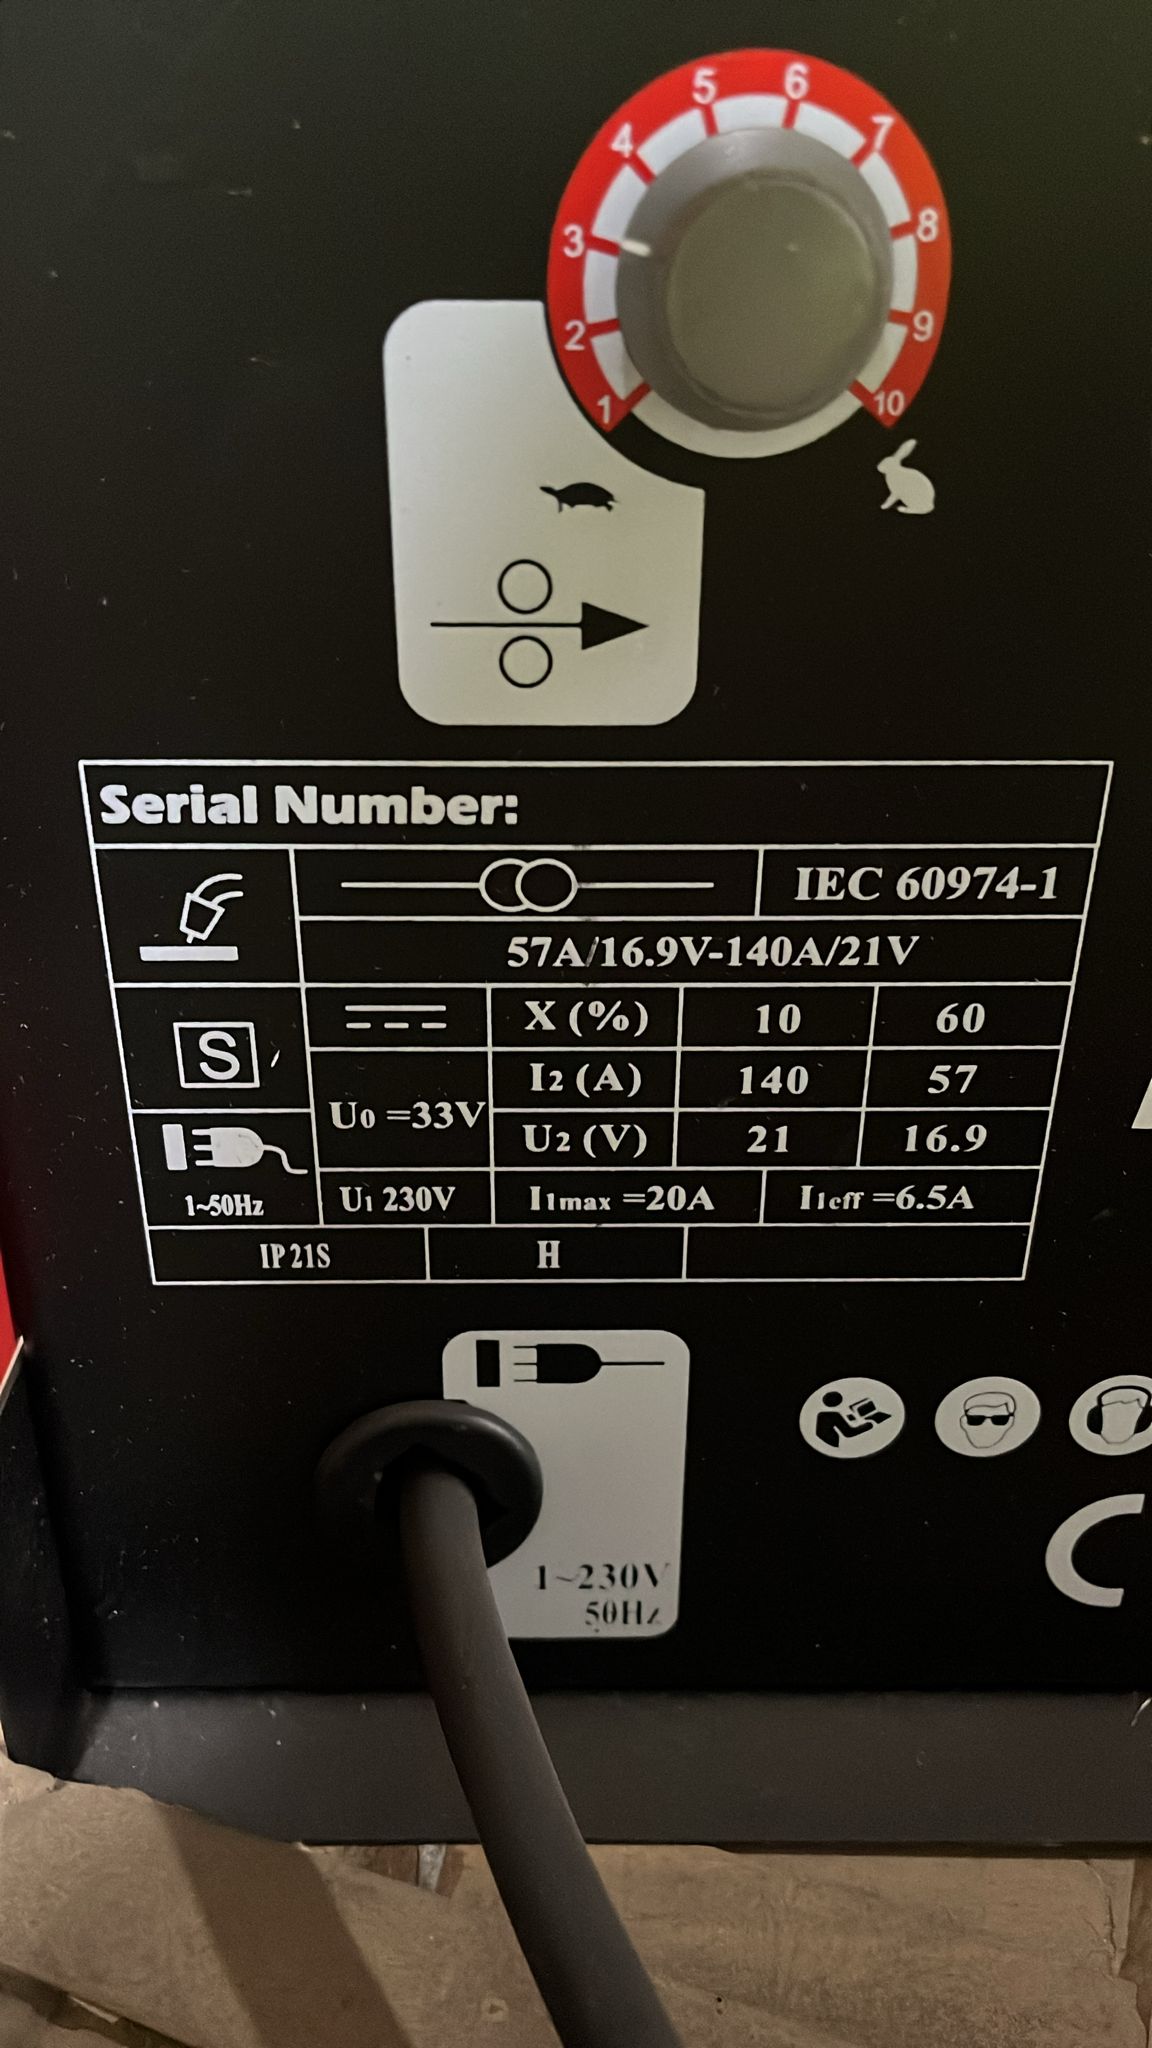 5 6
4 7
3 8
2 9
1 10
Serial Number:
IEC 60974-1
57A/16.9V-140A/21V
S X (%) 10 60
U0 =33V I2 (A) 140 57
U2 (V) 21 16.9
1~50Hz U1 230V I1max =20A I1eff =6.5A
IP21S H
1~230V
50Hz